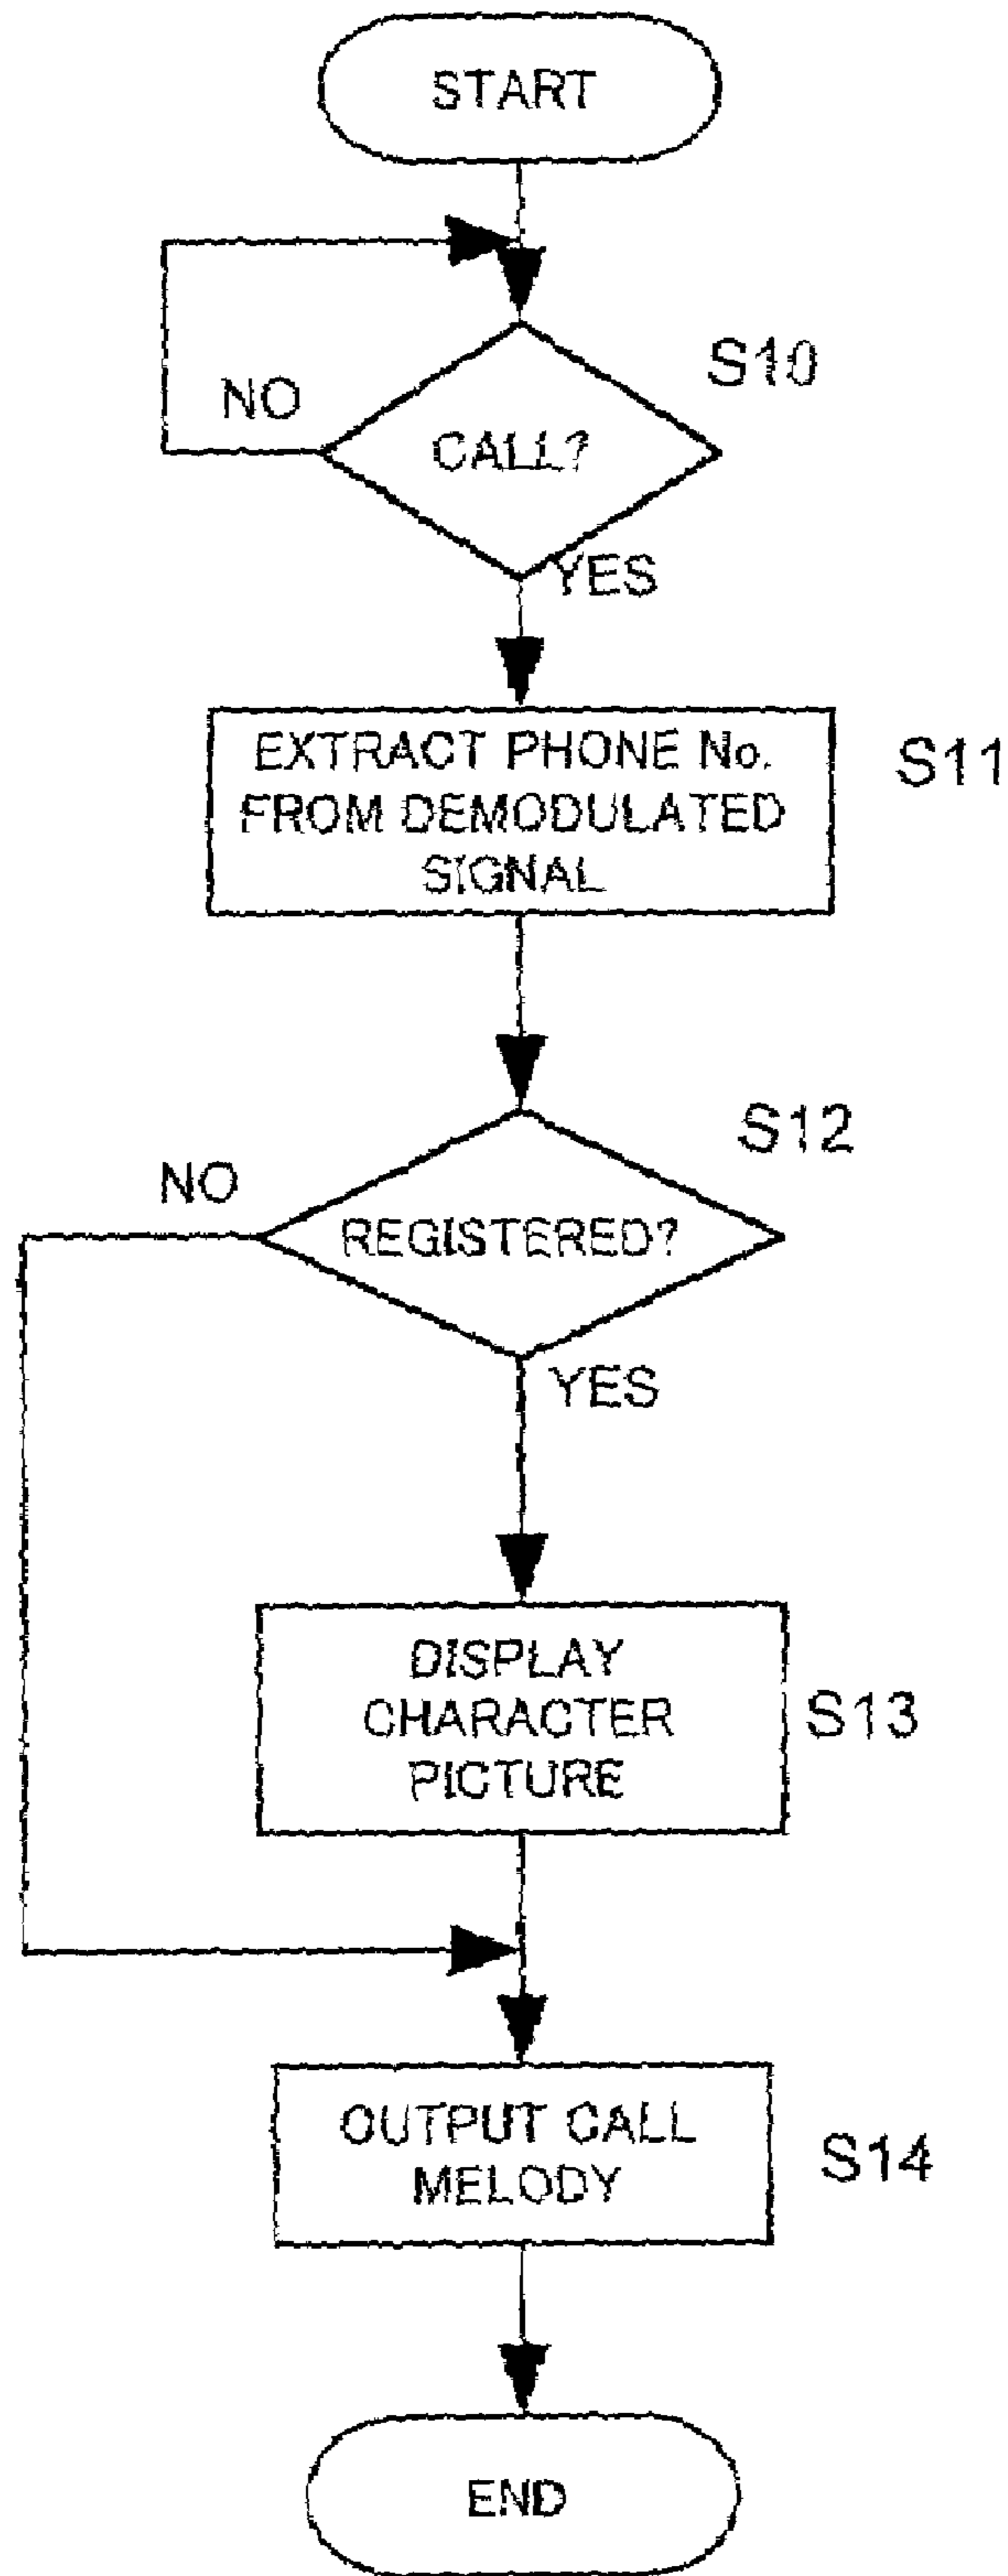 START
S10
NO
CALL?
YES
EXTRACT PHONE No.
FROM DEMODULATED
SIGNAL
S11
S12
NO
REGISTERED?
YES
DISPLAY
CHARACTER
PICTURE
S13
OUTPUT CALL
MELODY
S14
END